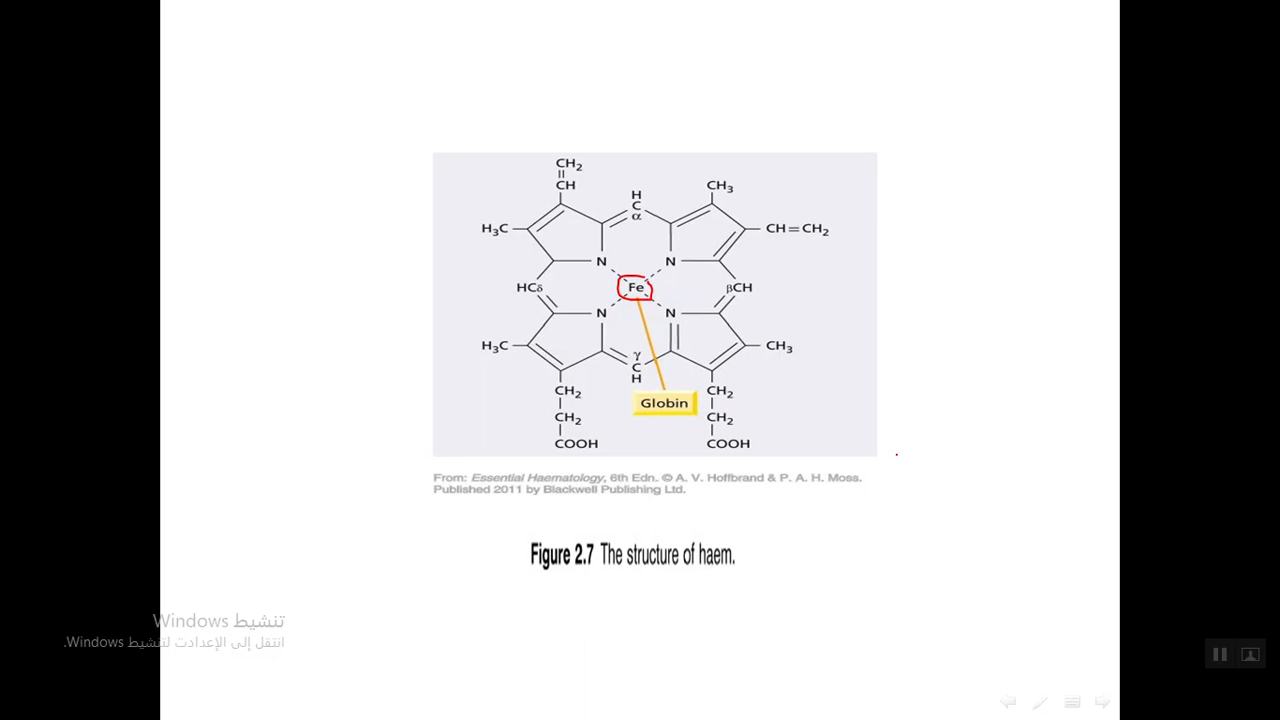 CH₂
||
CH
H
C
α
CH₃
H₃C
CH=CH₂
N
N
HCδ
Fe
βCH
N
N
H₃C
γ
C
H
CH₃
CH₂
CH₂
Globin
CH₂
CH₂
COOH
COOH
From: Essential Haematology, 6th Edn. © A. V. Hoffbrand & P. A. H. Moss.
Published 2011 by Blackwell Publishing Ltd.
Figure 2.7 The structure of haem.
تنشيط Windows
انتقل إلى الإعدادت لتنشيط Windows.